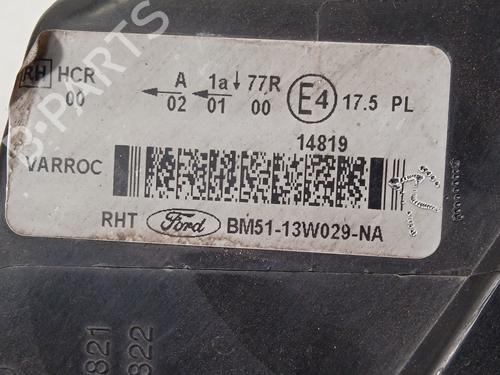 RH HCR A 1a 77R E4 17.5 PL
00 02 01 00
14819
VARROC
RHT Ford BM51-13W029-NA
821
822
B-PARTS